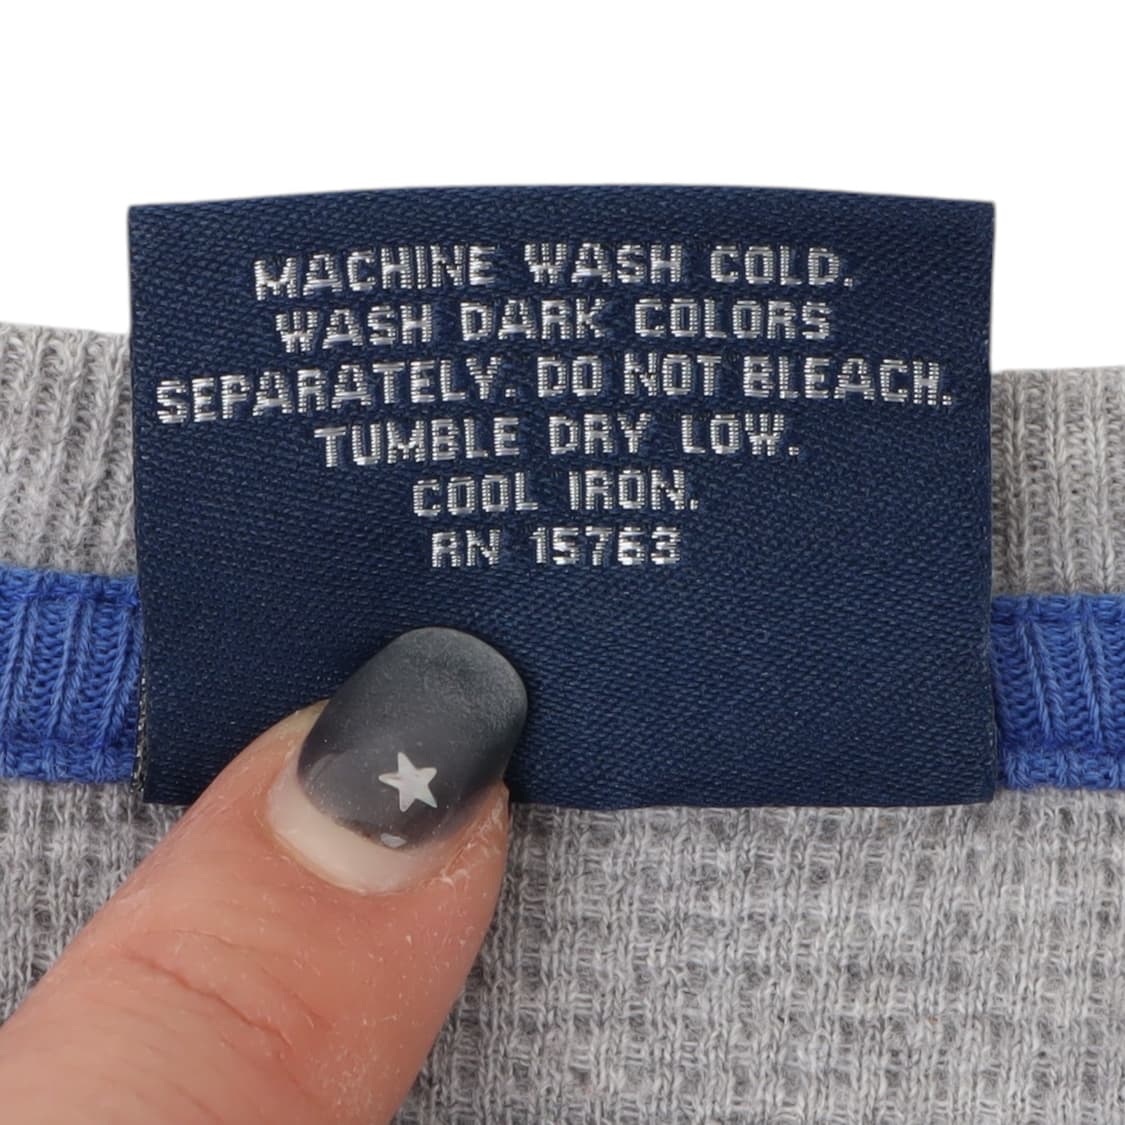 MACHINE WASH COLD.
WASH DARK COLORS
SEPARATELY. DO NOT BLEACH.
TUMBLE DRY LOW.
COOL IRON.
RN 15763